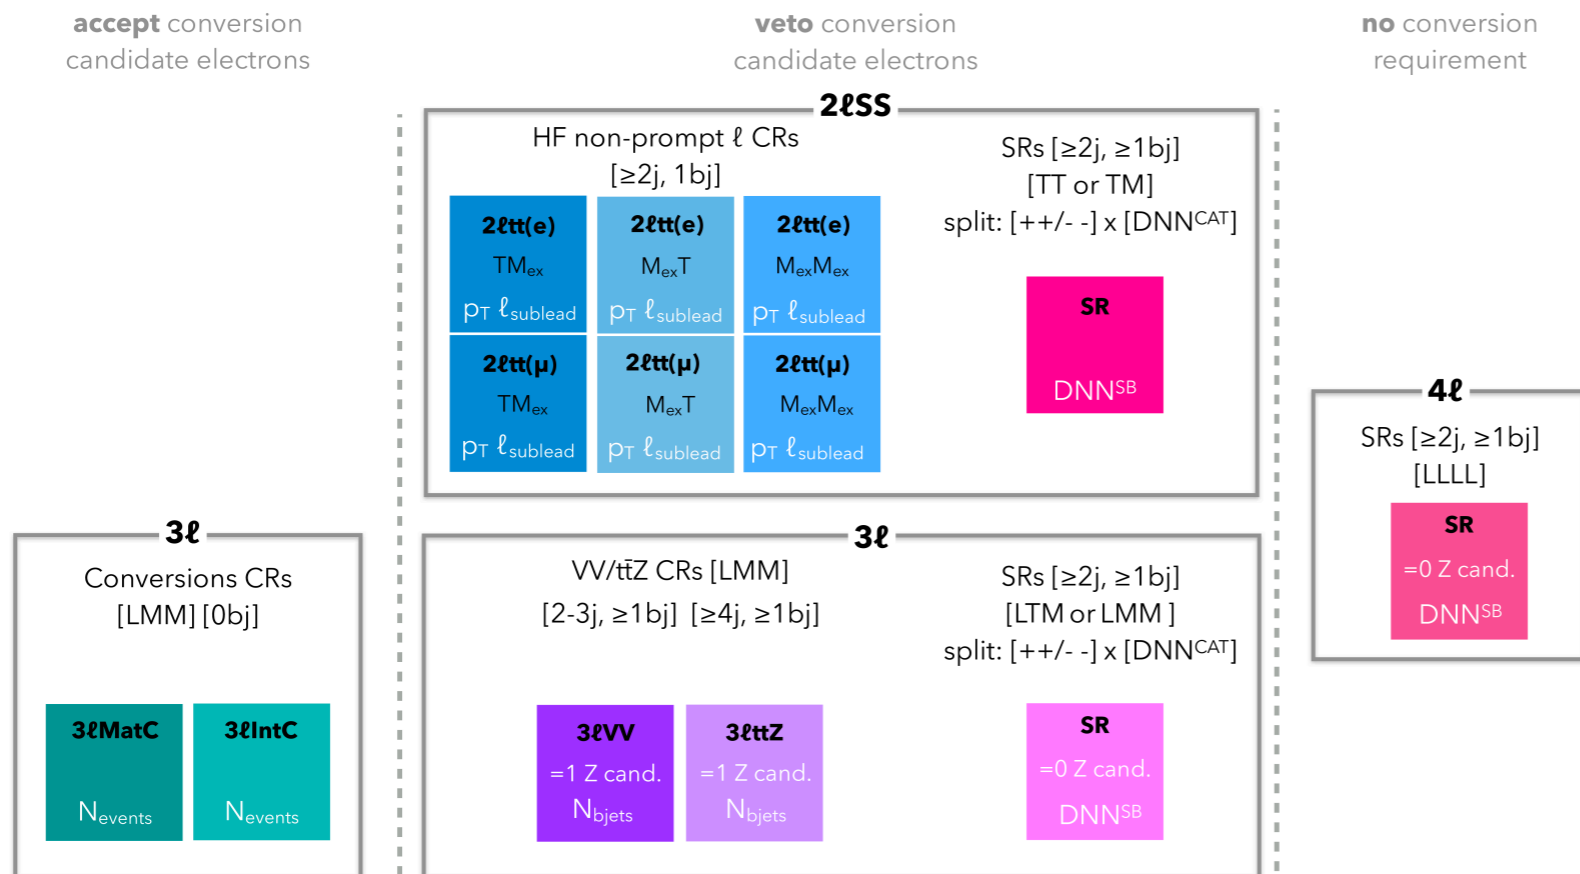 accept conversion
candidate electrons
veto conversion
candidate electrons
no conversion
requirement
2ℓSS
HF non-prompt ℓ CRs
[≥2j, 1bj]
2ℓtt(e)
TMex
pT ℓsublead
2ℓtt(e)
MexT
pT ℓsublead
2ℓtt(e)
MexMex
pT ℓsublead
2ℓtt(μ)
TMex
pT ℓsublead
2ℓtt(μ)
MexT
pT ℓsublead
2ℓtt(μ)
MexMex
pT ℓsublead
SRs [≥2j, ≥1bj]
[TT or TM]
split: [++/- -] x [DNNCAT]
SR
DNNSB
4ℓ
SRs [≥2j, ≥1bj]
[LLLL]
SR
=0 Z cand.
DNNSB
3ℓ
Conversions CRs
[LMM] [0bj]
3ℓMatC
Nevents
3ℓIntC
Nevents
3ℓ
VV/tt̄Z CRs [LMM]
[2-3j, ≥1bj] [≥4j, ≥1bj]
3ℓVV
=1 Z cand.
Nbjets
3ℓttZ
=1 Z cand.
Nbjets
SRs [≥2j, ≥1bj]
[LTM or LMM ]
split: [++/- -] x [DNNCAT]
SR
=0 Z cand.
DNNSB